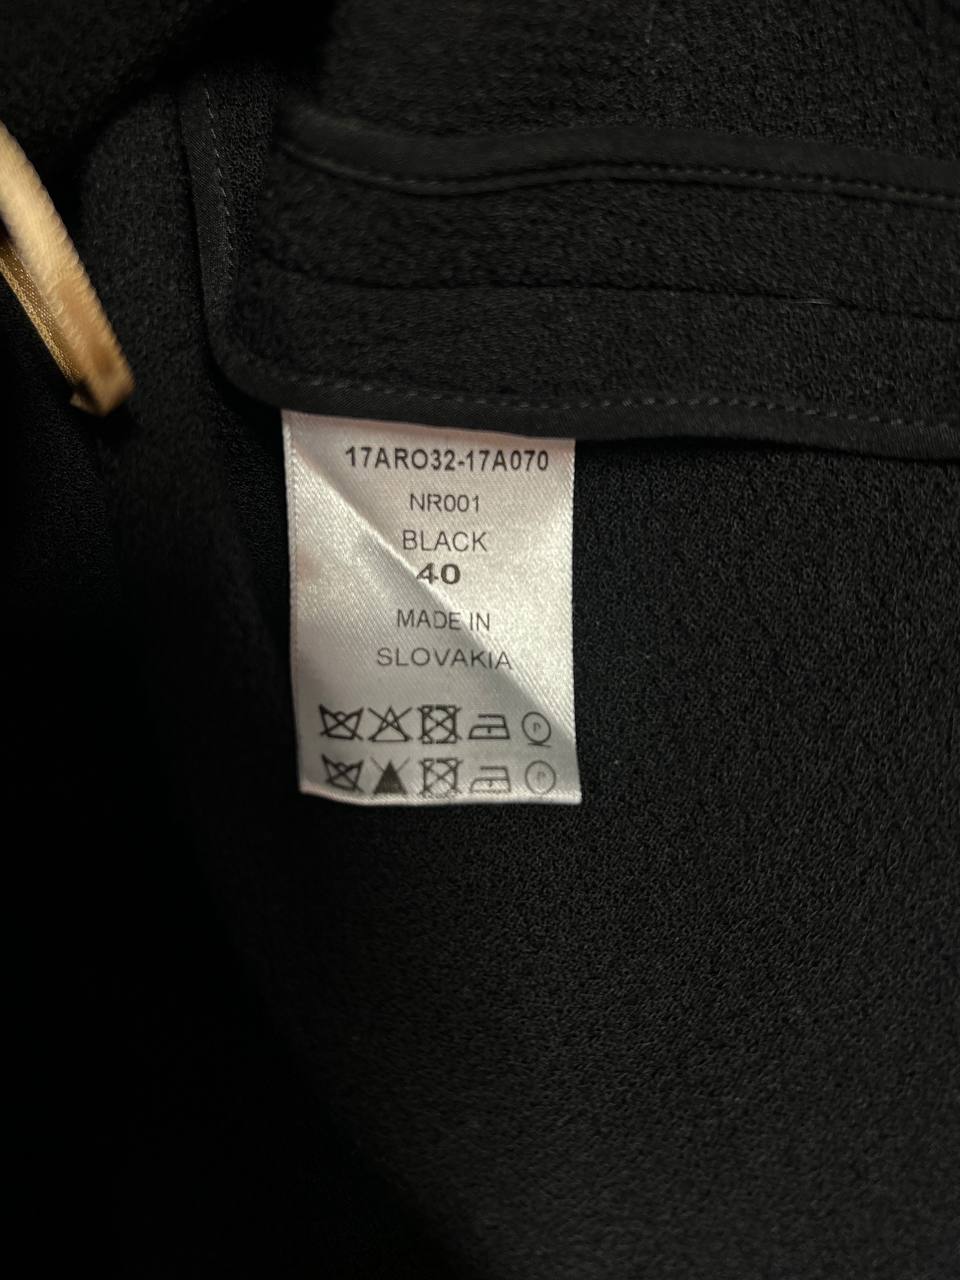 17ARO32-17A070
NR001
BLACK
40
MADE IN
SLOVAKIA
P
P